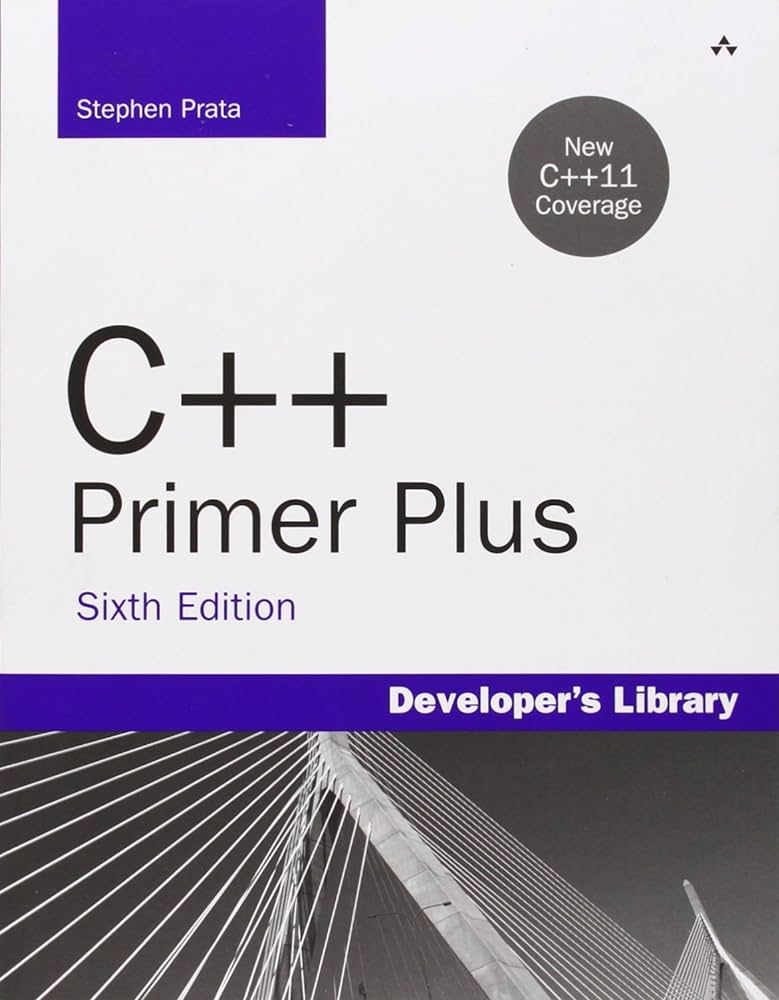 Stephen Prata
New
C++11
Coverage
C++
Primer Plus
Sixth Edition
Developer's Library